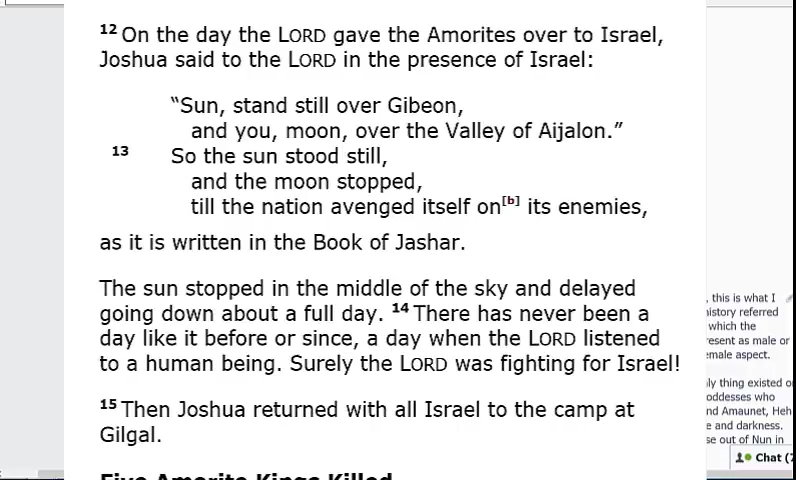 12 On the day the LORD gave the Amorites over to Israel,
Joshua said to the LORD in the presence of Israel:
“Sun, stand still over Gibeon,
and you, moon, over the Valley of Aijalon.”
13 So the sun stood still,
and the moon stopped,
till the nation avenged itself on[b] its enemies,
as it is written in the Book of Jashar.
The sun stopped in the middle of the sky and delayed
going down about a full day. 14 There has never been a
day like it before or since, a day when the LORD listened
to a human being. Surely the LORD was fighting for Israel!
15 Then Joshua returned with all Israel to the camp at
Gilgal.
Five Amorite Kings Killed
, this is what I
referred
which the
as male or
aspect.
thing existed
who
Amaunet, Heh
and darkness.
out of Nun in
Chat